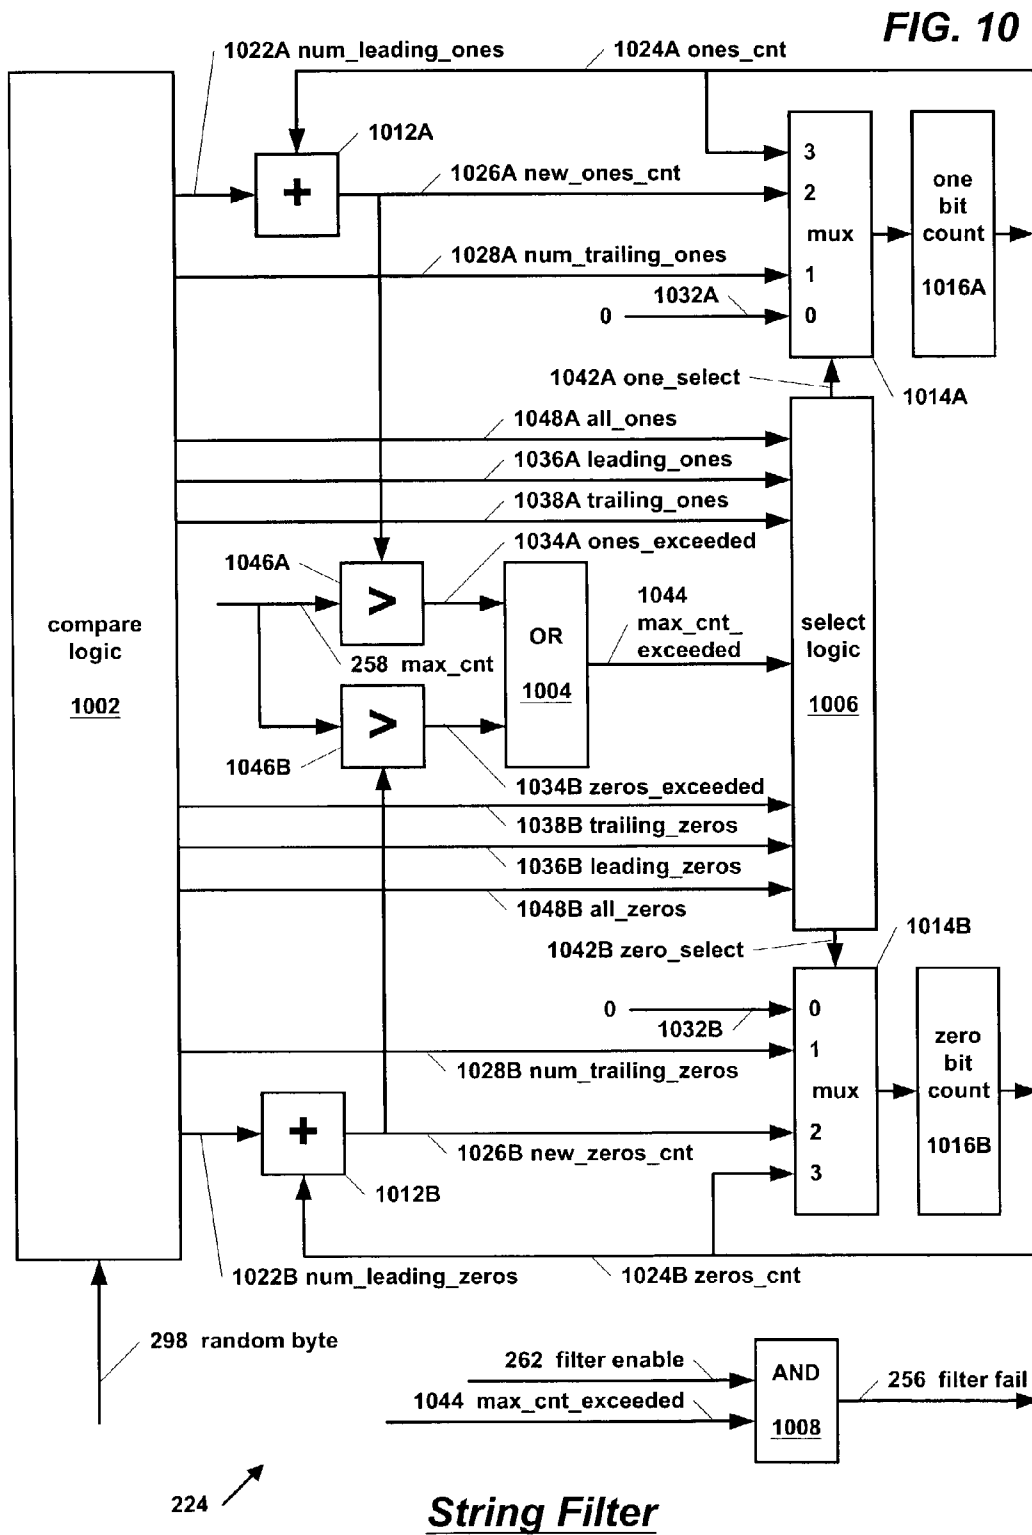 FIG. 10
1022A num_leading_ones
1024A ones_cnt
1012A
+
1026A new_ones_cnt
3
2
mux
1
0
one
bit
count
1016A
1028A num_trailing_ones
1032A
0
1042A one_select
1014A
1048A all_ones
1036A leading_ones
1038A trailing_ones
1034A ones_exceeded
1046A
>
compare
logic
1002
258 max_cnt
OR
1004
1044
max_cnt_
exceeded
select
logic
1006
>
1046B
1034B zeros_exceeded
1038B trailing_zeros
1036B leading_zeros
1048B all_zeros
1042B zero_select
1014B
0
1032B
0
1
mux
2
3
zero
bit
count
1016B
1028B num_trailing_zeros
+
1026B new_zeros_cnt
1012B
1022B num_leading_zeros
1024B zeros_cnt
298 random byte
262 filter enable
1044 max_cnt_exceeded
AND
1008
256 filter fail
224
String Filter